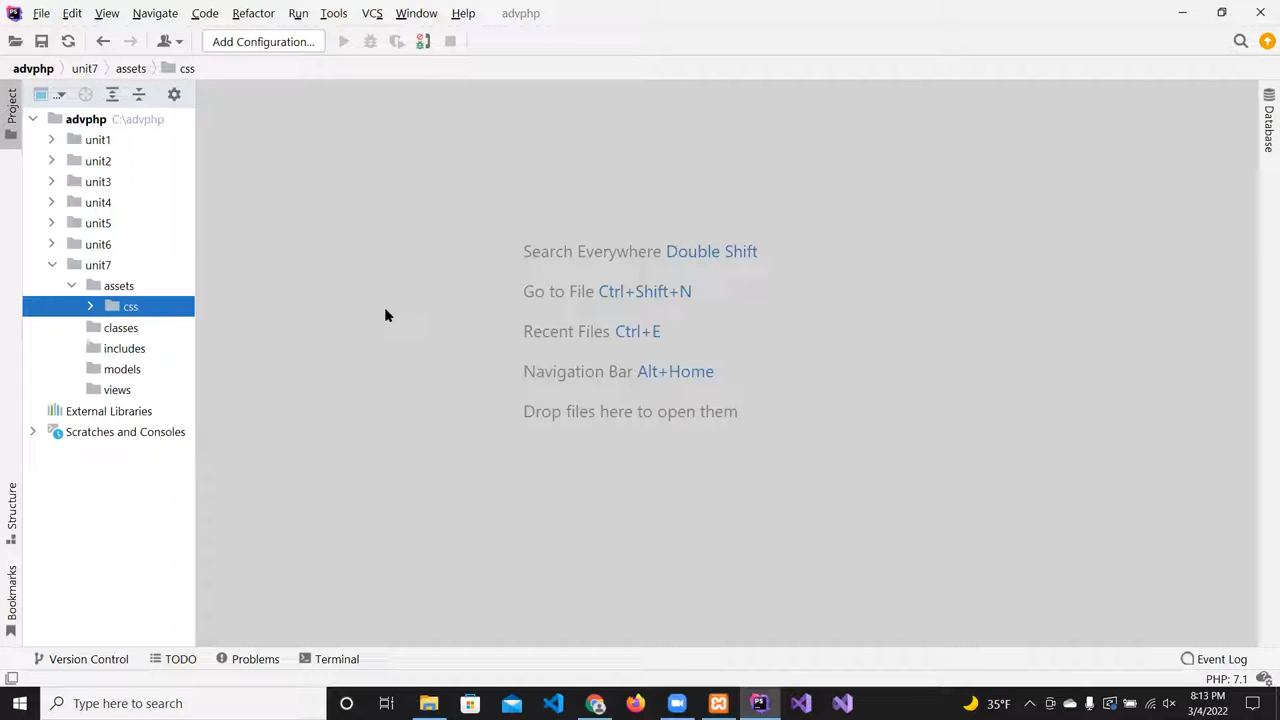 PS File Edit View Navigate Code Refactor Run Tools VCS Window Help advphp
Add Configuration...
advphp unit7 assets css
Project
...
advphp C:\advphp
unit1
unit2
unit3
unit4
unit5
unit6
unit7
assets
css
classes
includes
models
views
External Libraries
Scratches and Consoles
Search Everywhere Double Shift
Go to File Ctrl+Shift+N
Recent Files Ctrl+E
Navigation Bar Alt+Home
Drop files here to open them
Database
Structure
Bookmarks
Version Control TODO Problems Terminal Event Log
PHP: 7.1
Type here to search
35°F
8:13 PM
3/4/2022